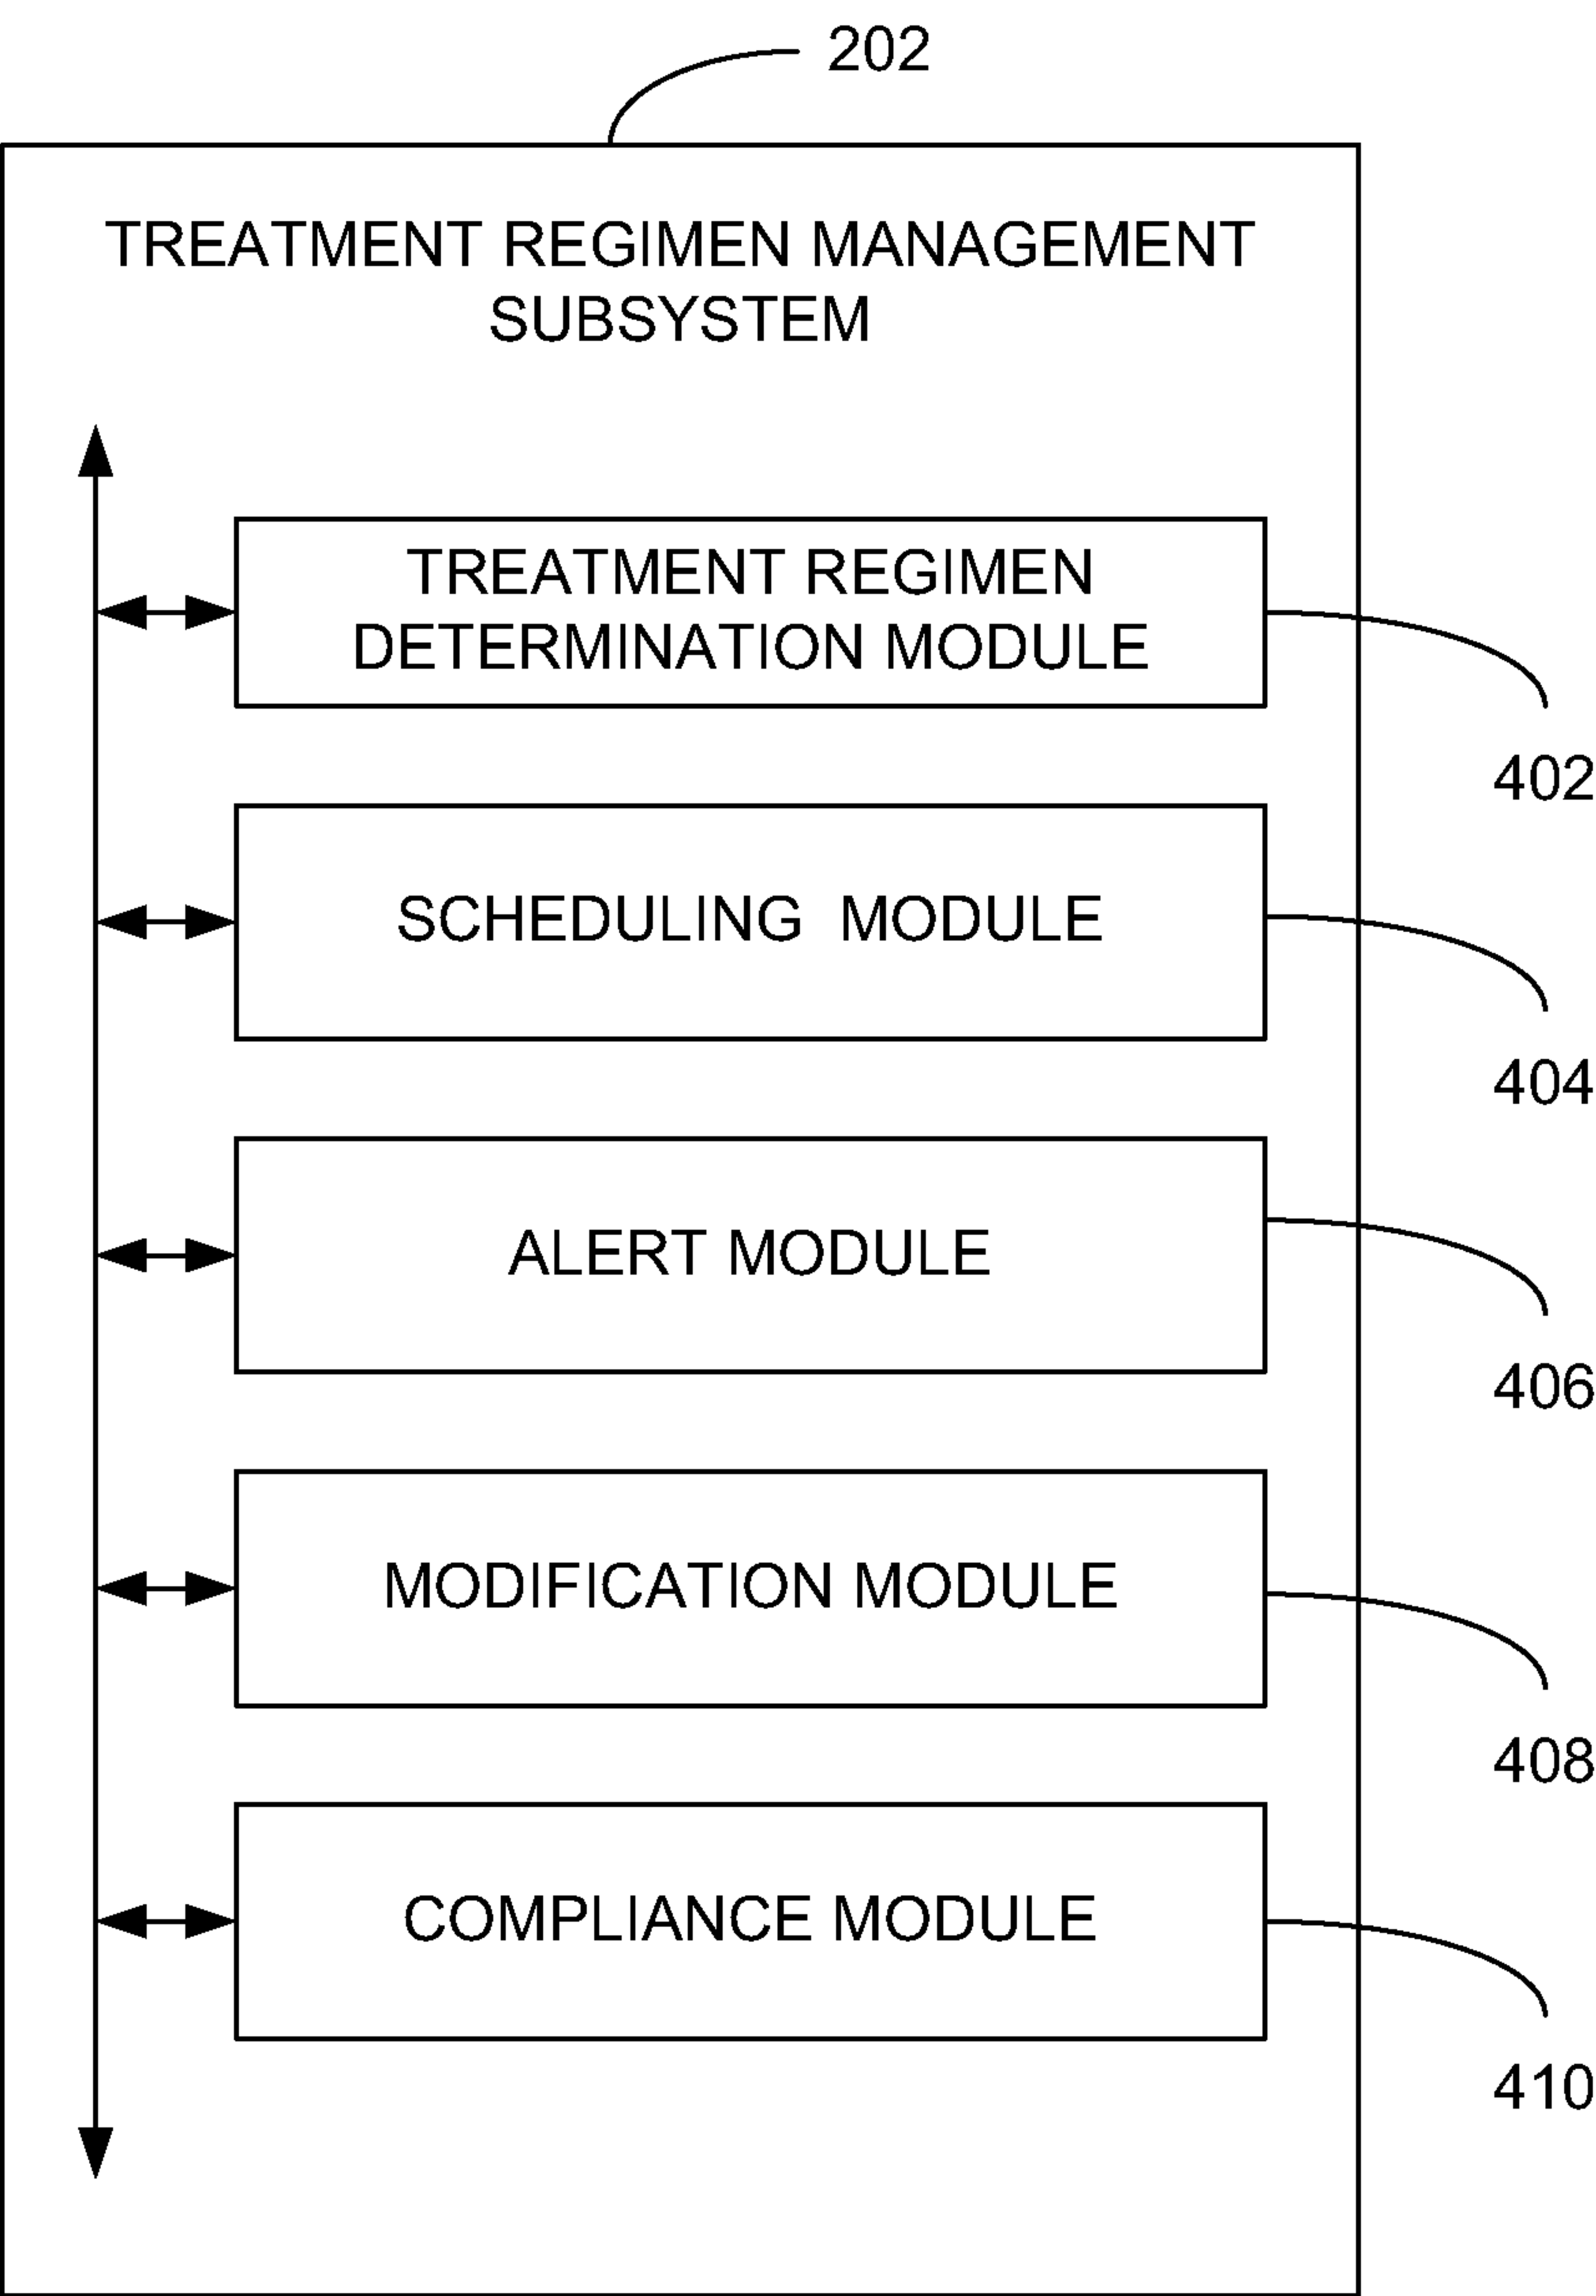 202
TREATMENT REGIMEN MANAGEMENT
SUBSYSTEM
TREATMENT REGIMEN
DETERMINATION MODULE
402
SCHEDULING MODULE
404
ALERT MODULE
406
MODIFICATION MODULE
408
COMPLIANCE MODULE
410